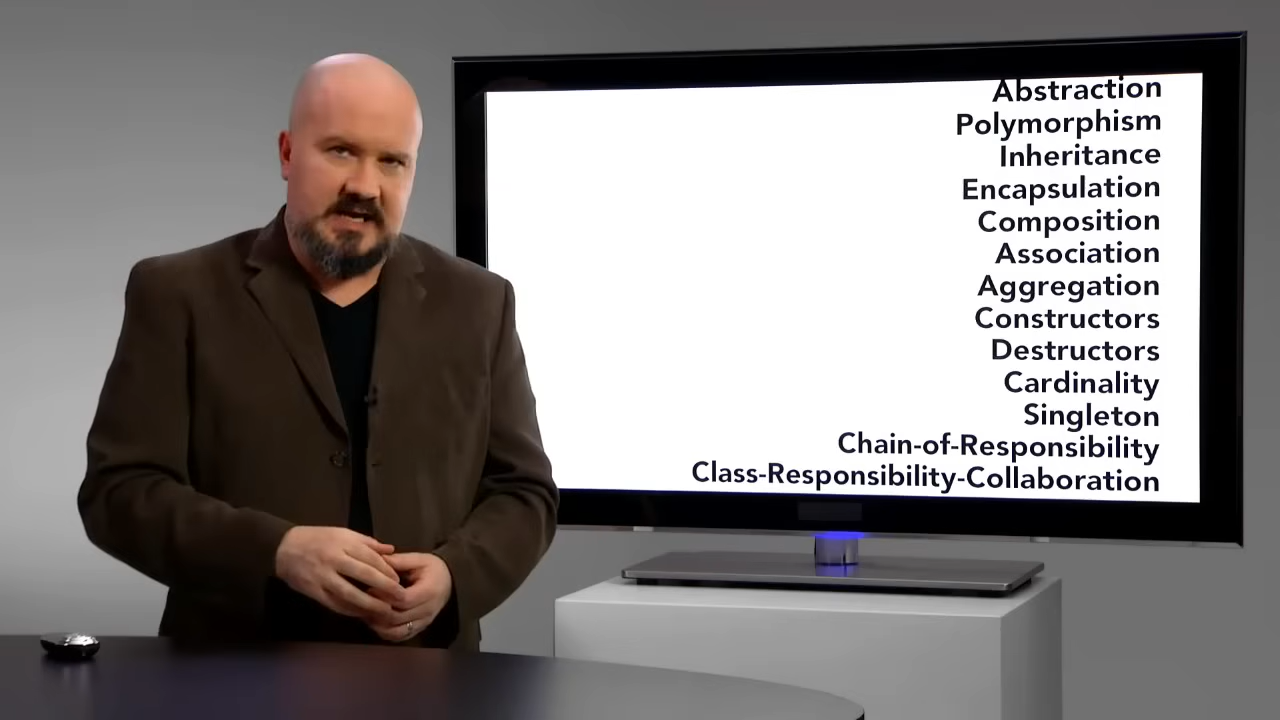 Abstraction
Polymorphism
Inheritance
Encapsulation
Composition
Association
Aggregation
Constructors
Destructors
Cardinality
Singleton
Chain-of-Responsibility
Class-Responsibility-Collaboration